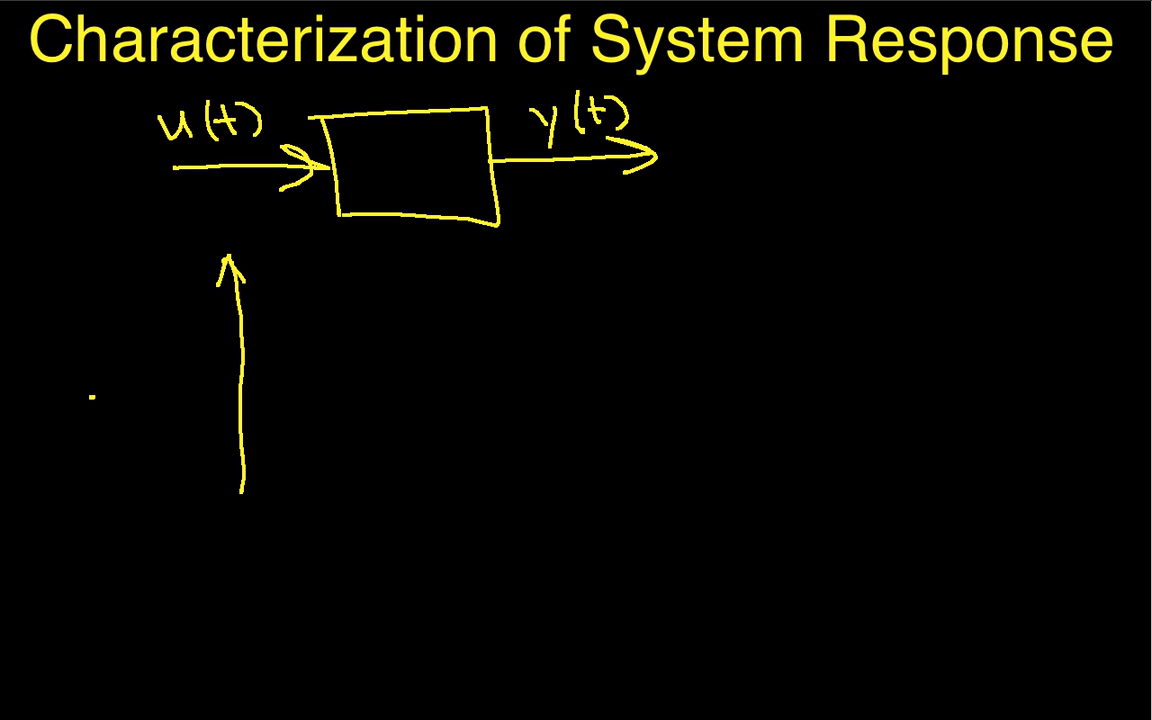 Characterization of System Response
u(t) y(t)